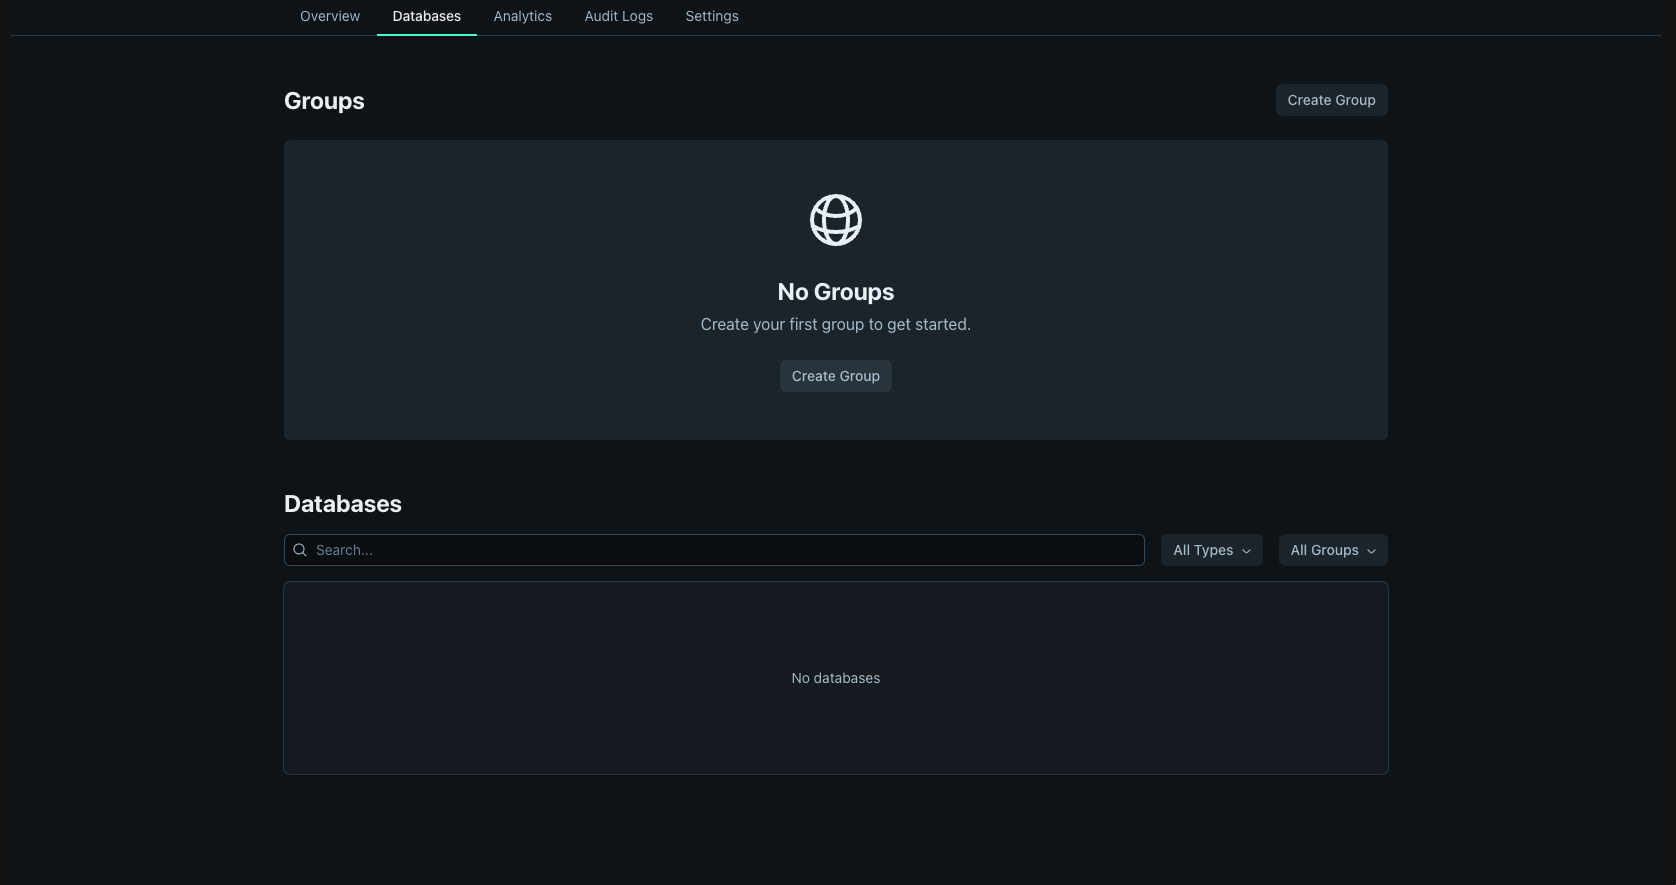 Overview Databases Analytics Audit Logs Settings
Groups
Create Group
No Groups
Create your first group to get started.
Create Group
Databases
Search...
All Types
All Groups
No databases